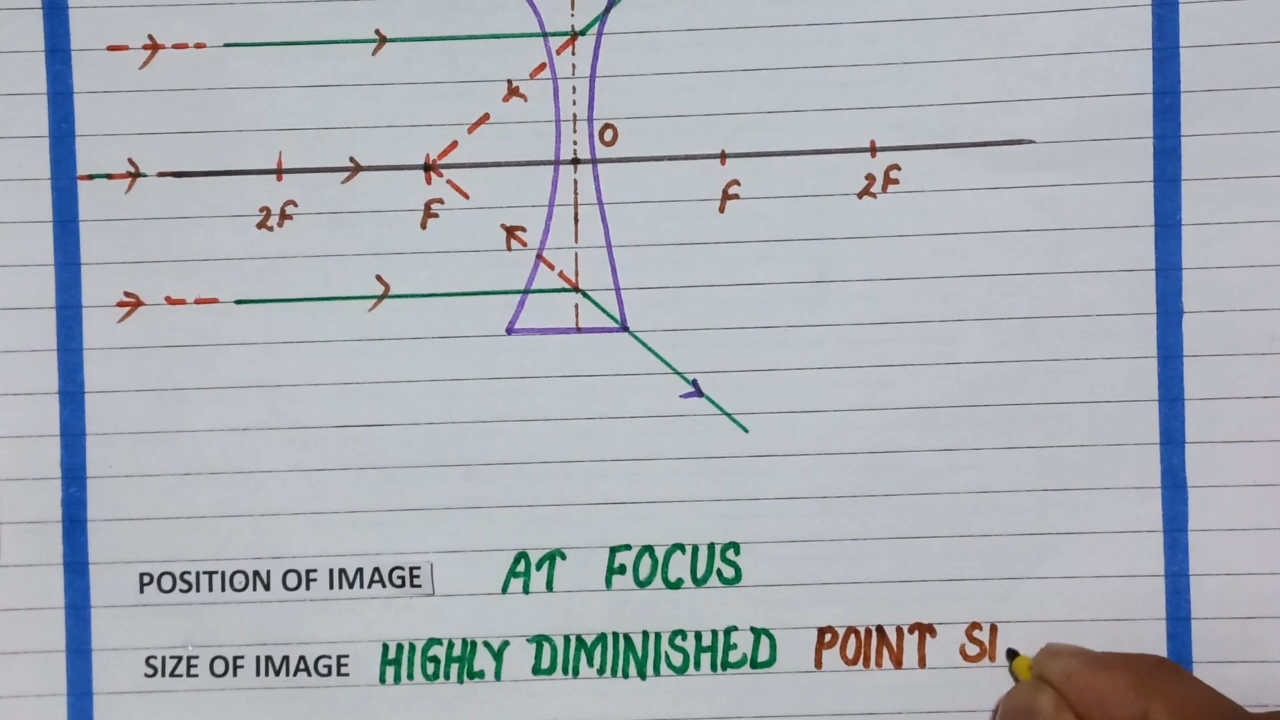 O
2F F F 2F
POSITION OF IMAGE AT FOCUS
SIZE OF IMAGE HIGHLY DIMINISHED POINT SI